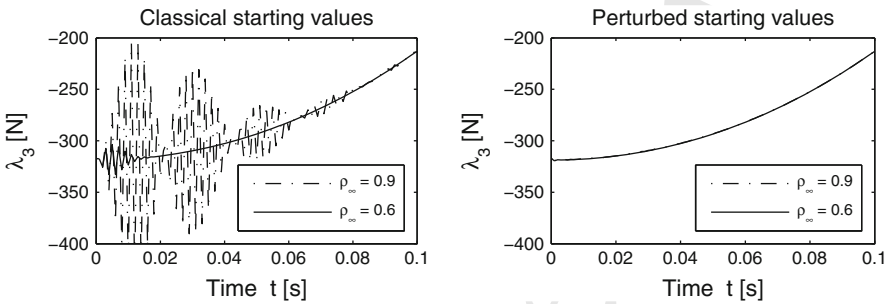 Classical starting values
−200
−250
−300
−350
−400
λ₃ [N]
ρ∞ = 0.9
ρ∞ = 0.6
0 0.02 0.04 0.06 0.08 0.1
Time t [s]
Perturbed starting values
−200
−250
−300
−350
−400
λ₃ [N]
ρ∞ = 0.9
ρ∞ = 0.6
0 0.02 0.04 0.06 0.08 0.1
Time t [s]